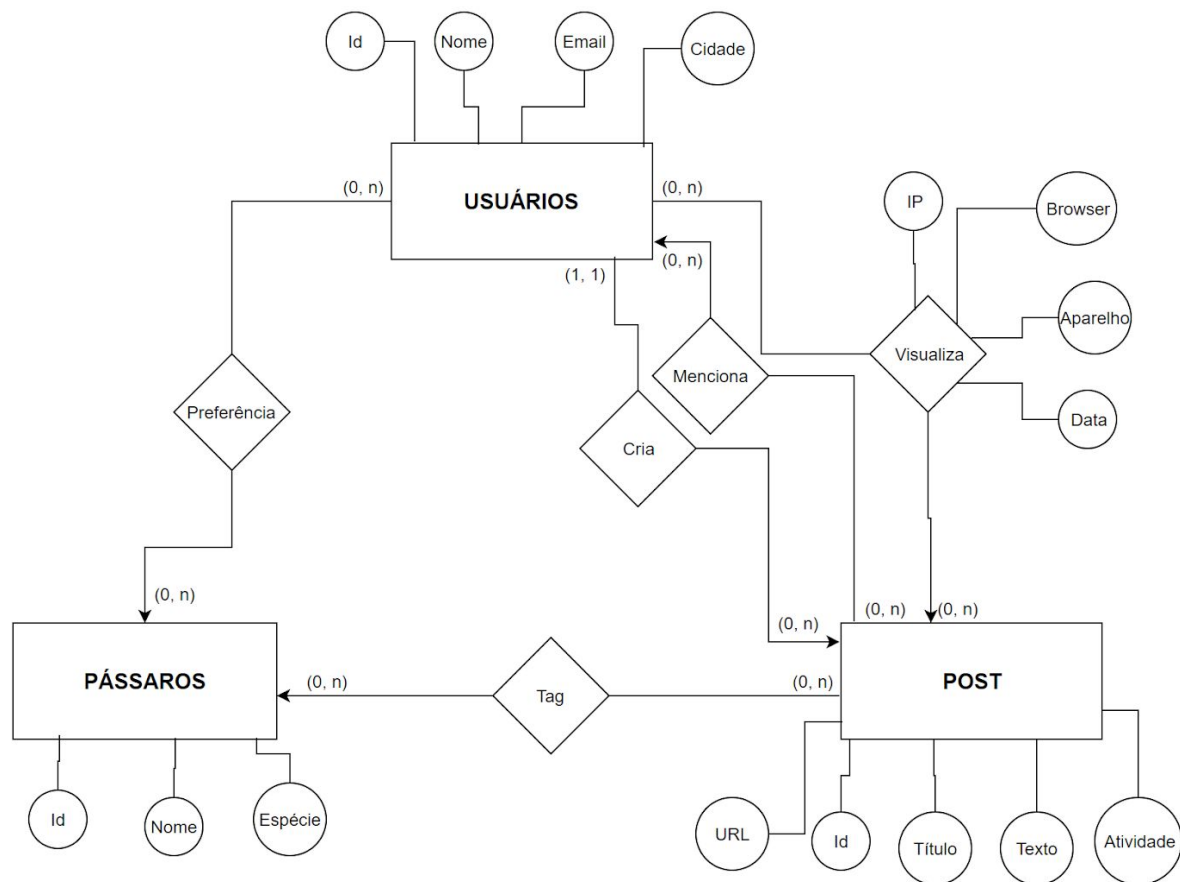 Id
Nome
Email
Cidade
(0, n)
USUÁRIOS
(0, n)
IP
Browser
(1, 1)
(0, n)
Aparelho
Visualiza
Menciona
Preferência
Data
Cria
(0, n)
(0, n)
(0, n)
(0, n)
PÁSSAROS
(0, n)
Tag
(0, n)
POST
Id
Nome
Espécie
URL
Id
Título
Texto
Atividade